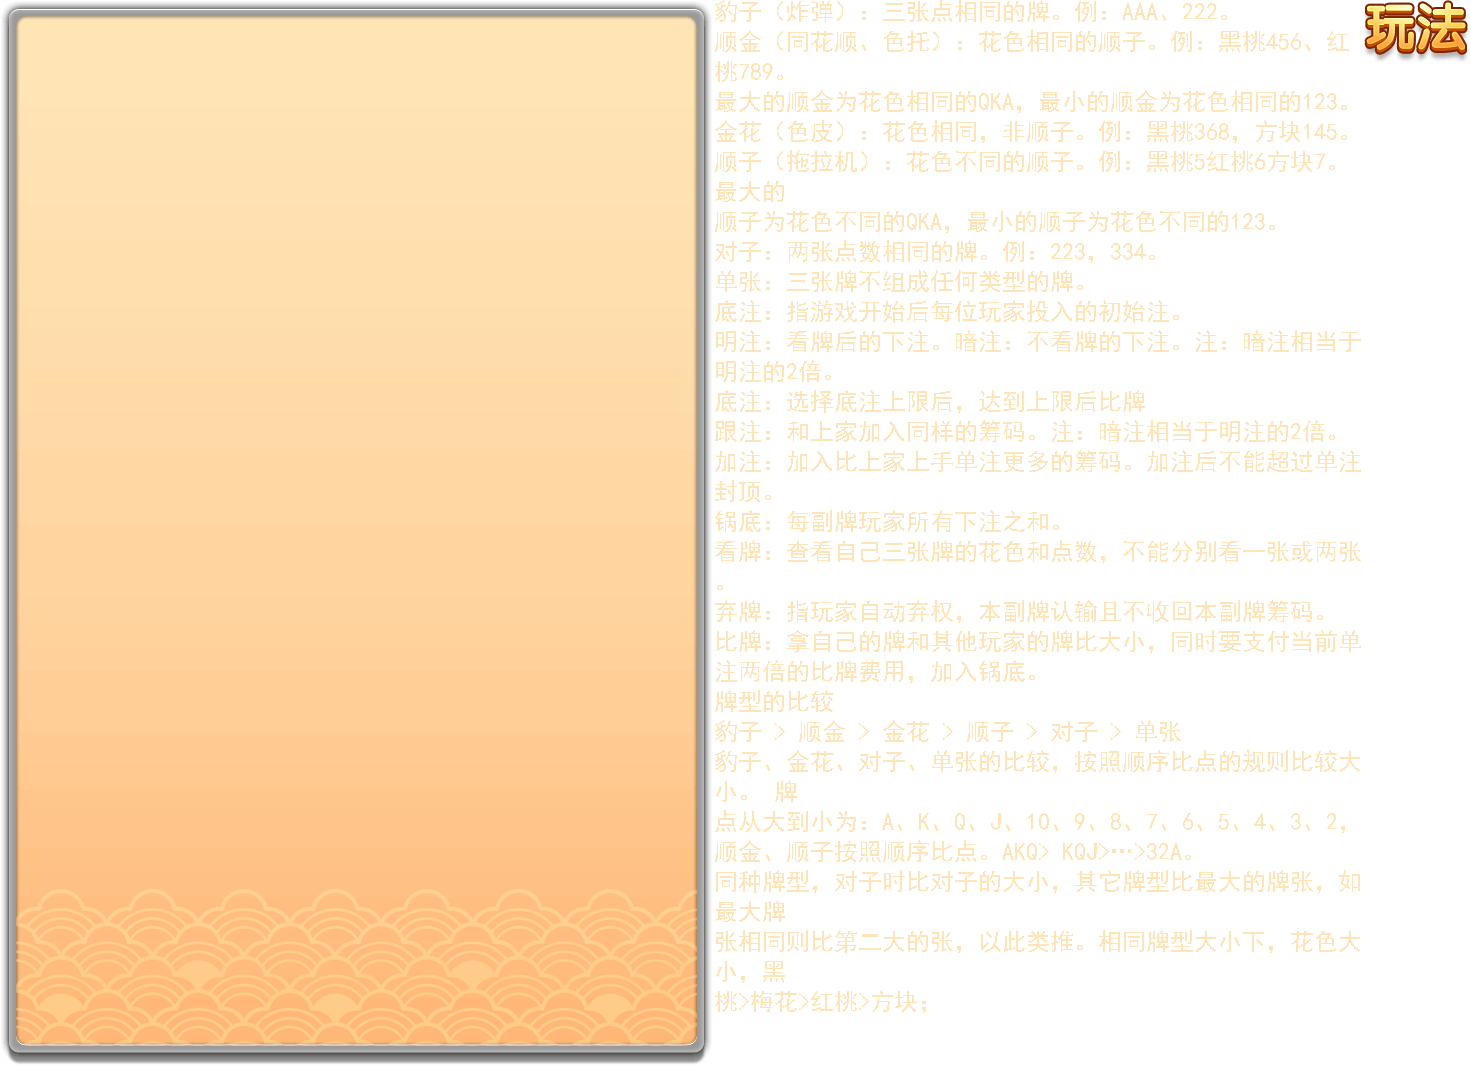 豹子（炸弹）：三张点相同的牌。例：AAA、222。
玩法
顺金（同花顺、色托）：花色相同的顺子。例：黑桃456、红
桃789。
最大的顺金为花色相同的QKA，最小的顺金为花色相同的123。
金花（色皮）：花色相同，非顺子。例：黑桃368，方块145。
顺子（拖拉机）：花色不同的顺子。例：黑桃5红桃6方块7。
最大的
顺子为花色不同的QKA，最小的顺子为花色不同的123。
对子：两张点数相同的牌。例：223，334。
单张：三张牌不组成任何类型的牌。
底注：指游戏开始后每位玩家投入的初始注。
明注：看牌后的下注。暗注：不看牌的下注。注：暗注相当于
明注的2倍。
底注：选择底注上限后，达到上限后比牌
跟注：和上家加入同样的筹码。注：暗注相当于明注的2倍。
加注：加入比上家上手单注更多的筹码。加注后不能超过单注
封顶。
锅底：每副牌玩家所有下注之和。
看牌：查看自己三张牌的花色和点数，不能分别看一张或两张
。
弃牌：指玩家自动弃权，本副牌认输且不收回本副牌筹码。
比牌：拿自己的牌和其他玩家的牌比大小，同时要支付当前单
注两倍的比牌费用，加入锅底。
牌型的比较
豹子 > 顺金 > 金花 > 顺子 > 对子 > 单张
豹子、金花、对子、单张的比较，按照顺序比点的规则比较大
小。 牌
点从大到小为：A、K、Q、J、10、9、8、7、6、5、4、3、2，
顺金、顺子按照顺序比点。AKQ> KQJ>…>32A。
同种牌型，对子时比对子的大小，其它牌型比最大的牌张，如
最大牌
张相同则比第二大的张，以此类推。相同牌型大小下，花色大
小，黑
桃>梅花>红桃>方块；